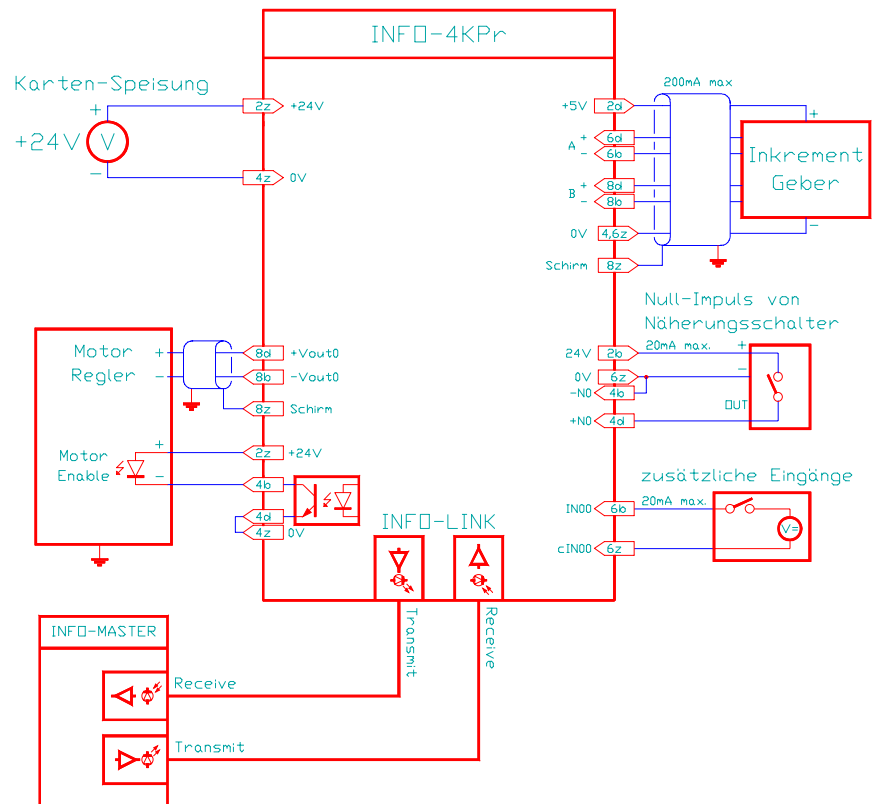 INFO-4KPr
Karten-Speisung
+
+24V
V
−
2z +24V
4z 0V
200mA max
+5V 2d
A + 6d
− 6b
B + 8d
− 8b
0V 4,6z
Schirm 8z
+
Inkrement
Geber
−
Null-Impuls von
Näherungsschalter
24V 2b 20mA max. +
0V 6z −
-N0 4b
OUT
+N0 4d
Motor
Regler
+ 8d +Vout0
− 8b -Vout0
8z Schirm
Motor
Enable
+ 2z +24V
− 4b
4d
4z 0V
zusätzliche Eingänge
IN00 6b 20mA max.
V=
cIN00 6z
INFO-LINK
Transmit
Receive
INFO-MASTER
Receive
Transmit